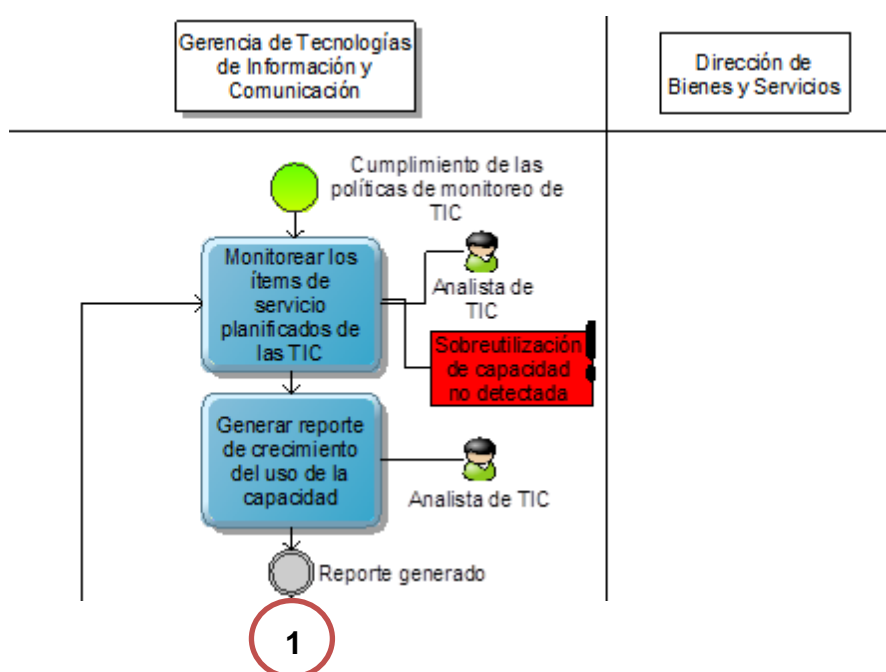 Gerencia de Tecnologías
de Información y
Comunicación
Dirección de
Bienes y Servicios
Cumplimiento de las
políticas de monitoreo de
TIC
Monitorear los
ítems de
servicio
planificados de
las TIC
Analista de
TIC
Sobreutilización
de capacidad
no detectada
Generar reporte
de crecimiento
del uso de la
capacidad
Analista de TIC
Reporte generado
1